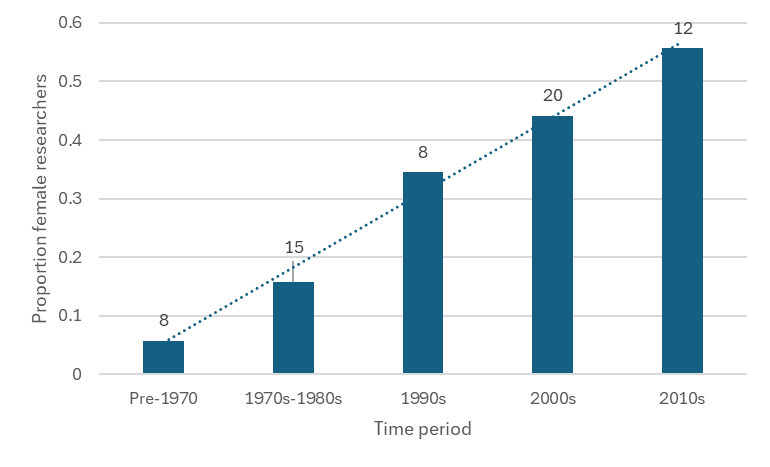 Proportion female researchers
0.6
0.5
0.4
0.3
0.2
0.1
0
8
15
8
20
12
Pre-1970
1970s-1980s
1990s
2000s
2010s
Time period